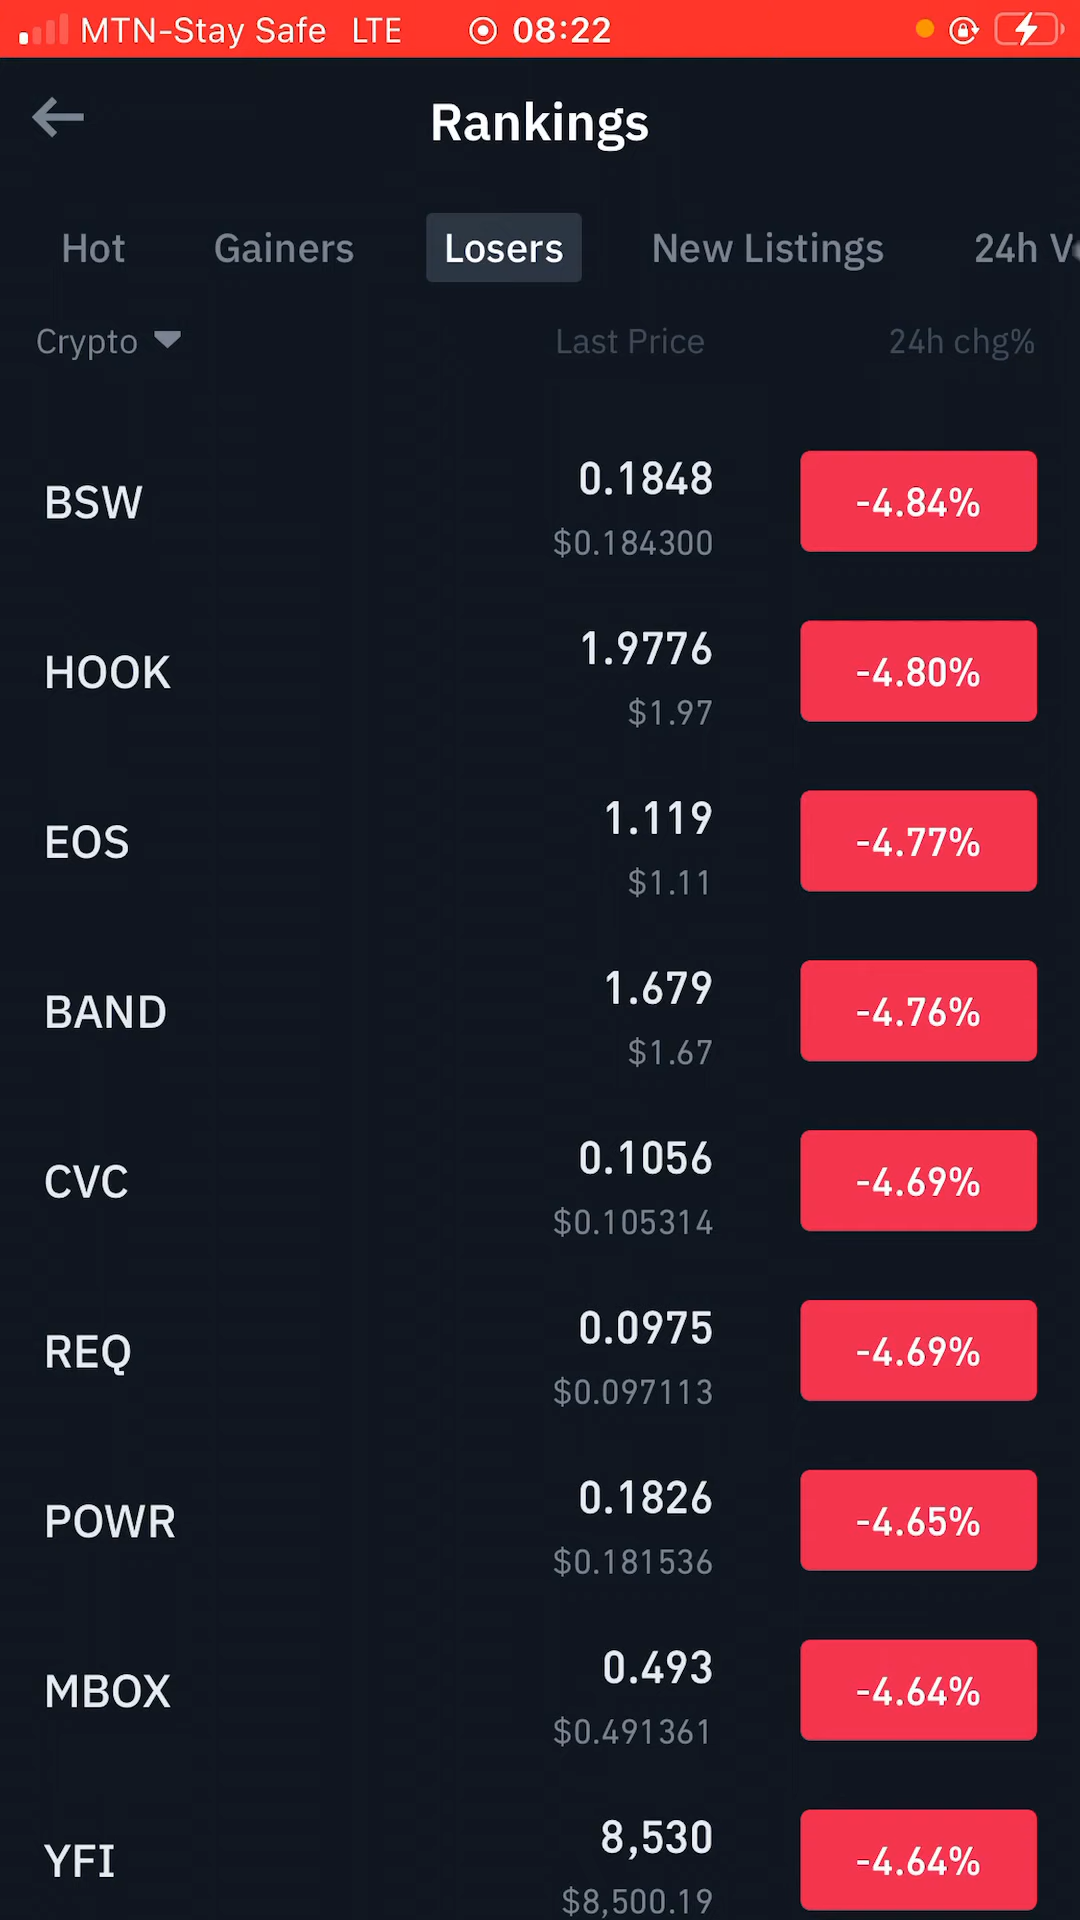 MTN-Stay Safe LTE 08:22
Rankings
Hot Gainers Losers New Listings 24h
Crypto Last Price 24h chg%
BSW 0.1848 -4.84%
$0.184300
HOOK 1.9776 -4.80%
$1.97
EOS 1.119 -4.77%
$1.11
BAND 1.679 -4.76%
$1.67
CVC 0.1056 -4.69%
$0.105314
REQ 0.0975 -4.69%
$0.097113
POWR 0.1826 -4.65%
$0.181536
MBOX 0.493 -4.64%
$0.491361
YFI 8,530 -4.64%
$8,500.19